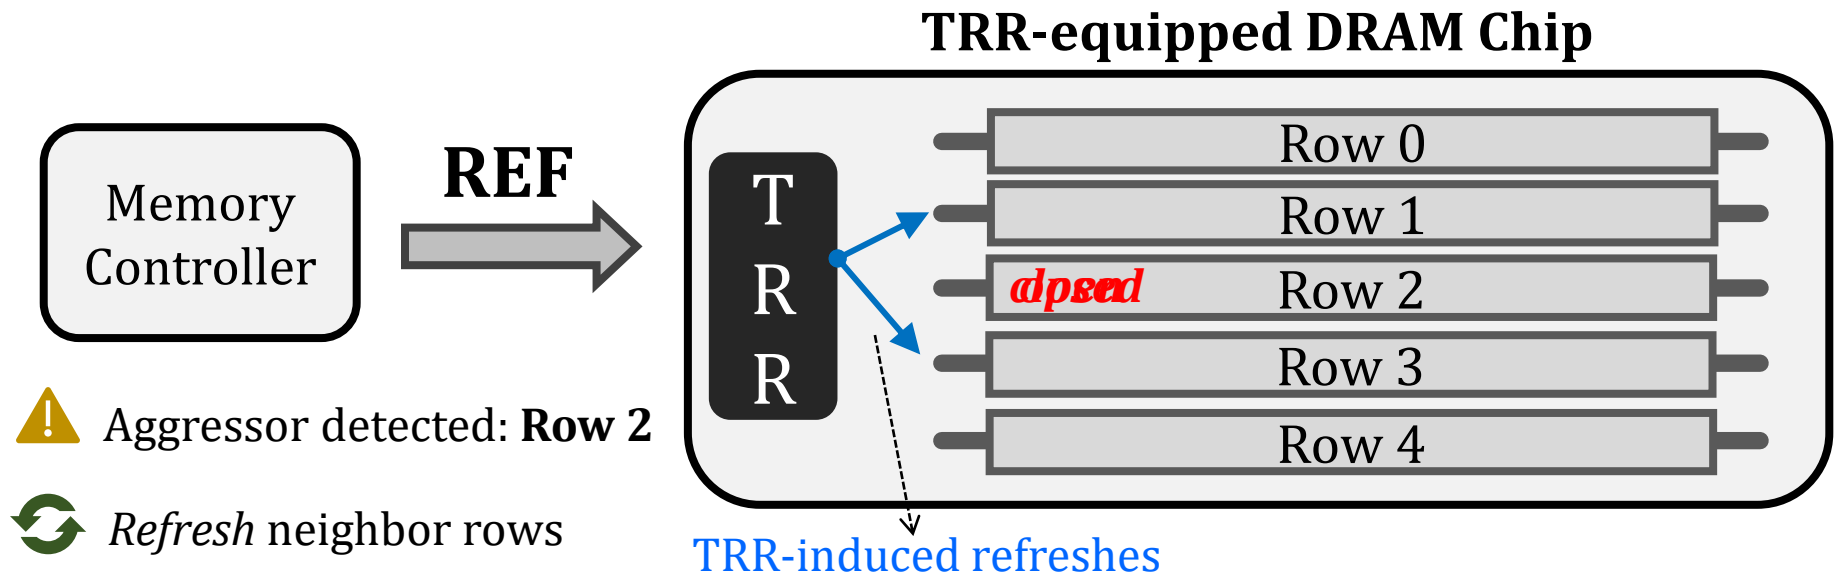 TRR-equipped DRAM Chip
Memory
Controller
REF
T
R
R
Row 0
Row 1
Row 2
Row 3
Row 4
Aggressor detected: Row 2
Refresh neighbor rows
TRR-induced refreshes